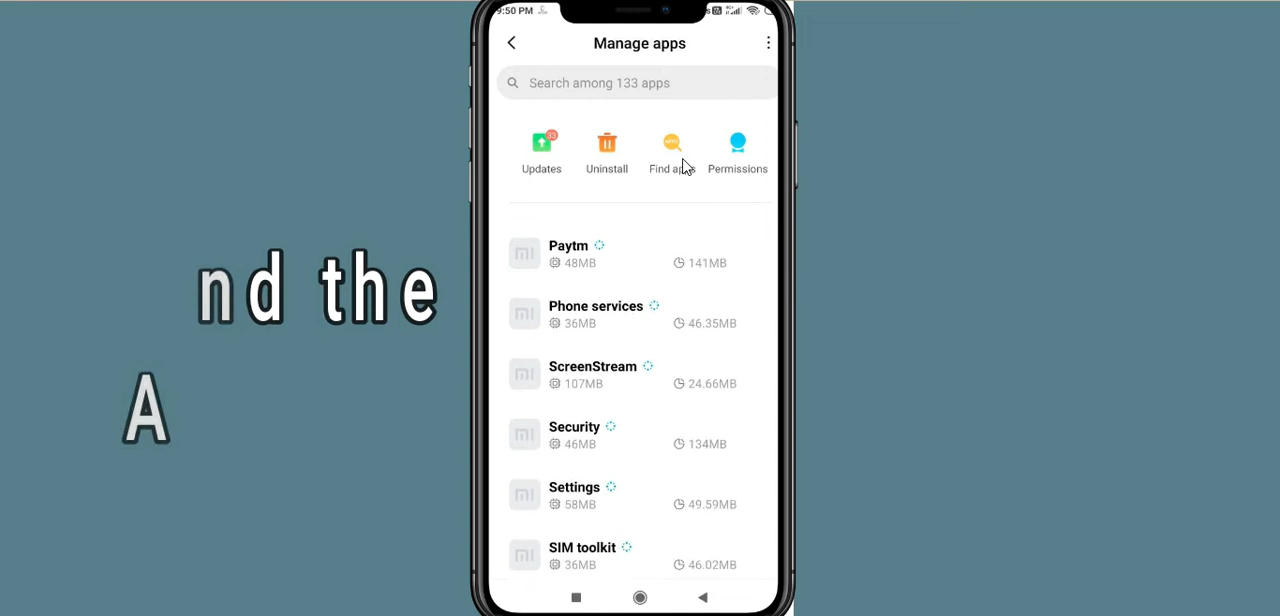 9:50 PM
Manage apps
Search among 133 apps
33
Updates
Uninstall
Find apps
Permissions
Paytm
48MB
141MB
Phone services
36MB
46.35MB
ScreenStream
107MB
24.66MB
Security
46MB
134MB
Settings
58MB
49.59MB
SIM toolkit
36MB
46.02MB
nd the
A